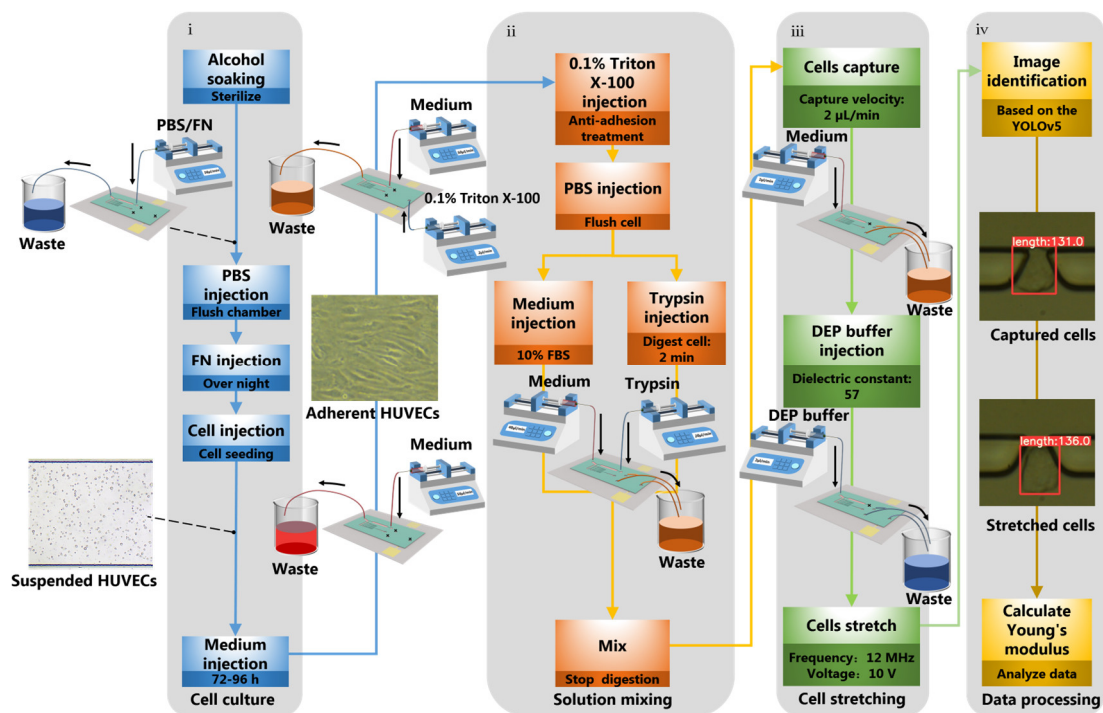 i
Alcohol
soaking
Sterilize
PBS/FN
Waste
PBS
injection
Flush chamber
FN injection
Over night
Cell injection
Cell seeding
Suspended HUVECs
Medium
injection
72-96 h
Cell culture
Medium
0.1% Triton X-100
Waste
Adherent HUVECs
Medium
Waste
ii
0.1% Triton
X-100
injection
Anti-adhesion
treatment
PBS injection
Flush cell
Medium
injection
10% FBS
Trypsin
injection
Digest cell:
2 min
Medium
Trypsin
Waste
Mix
Stop digestion
Solution mixing
iii
Cells capture
Capture velocity:
2 μL/min
Medium
Waste
DEP buffer
injection
Dielectric constant:
57
DEP buffer
Waste
Cells stretch
Frequency: 12 MHz
Voltage: 10 V
Cell stretching
iv
Image
identification
Based on the
YOLOv5
length:131.0
Captured cells
length:136.0
Stretched cells
Calculate
Young's
modulus
Analyze data
Data processing